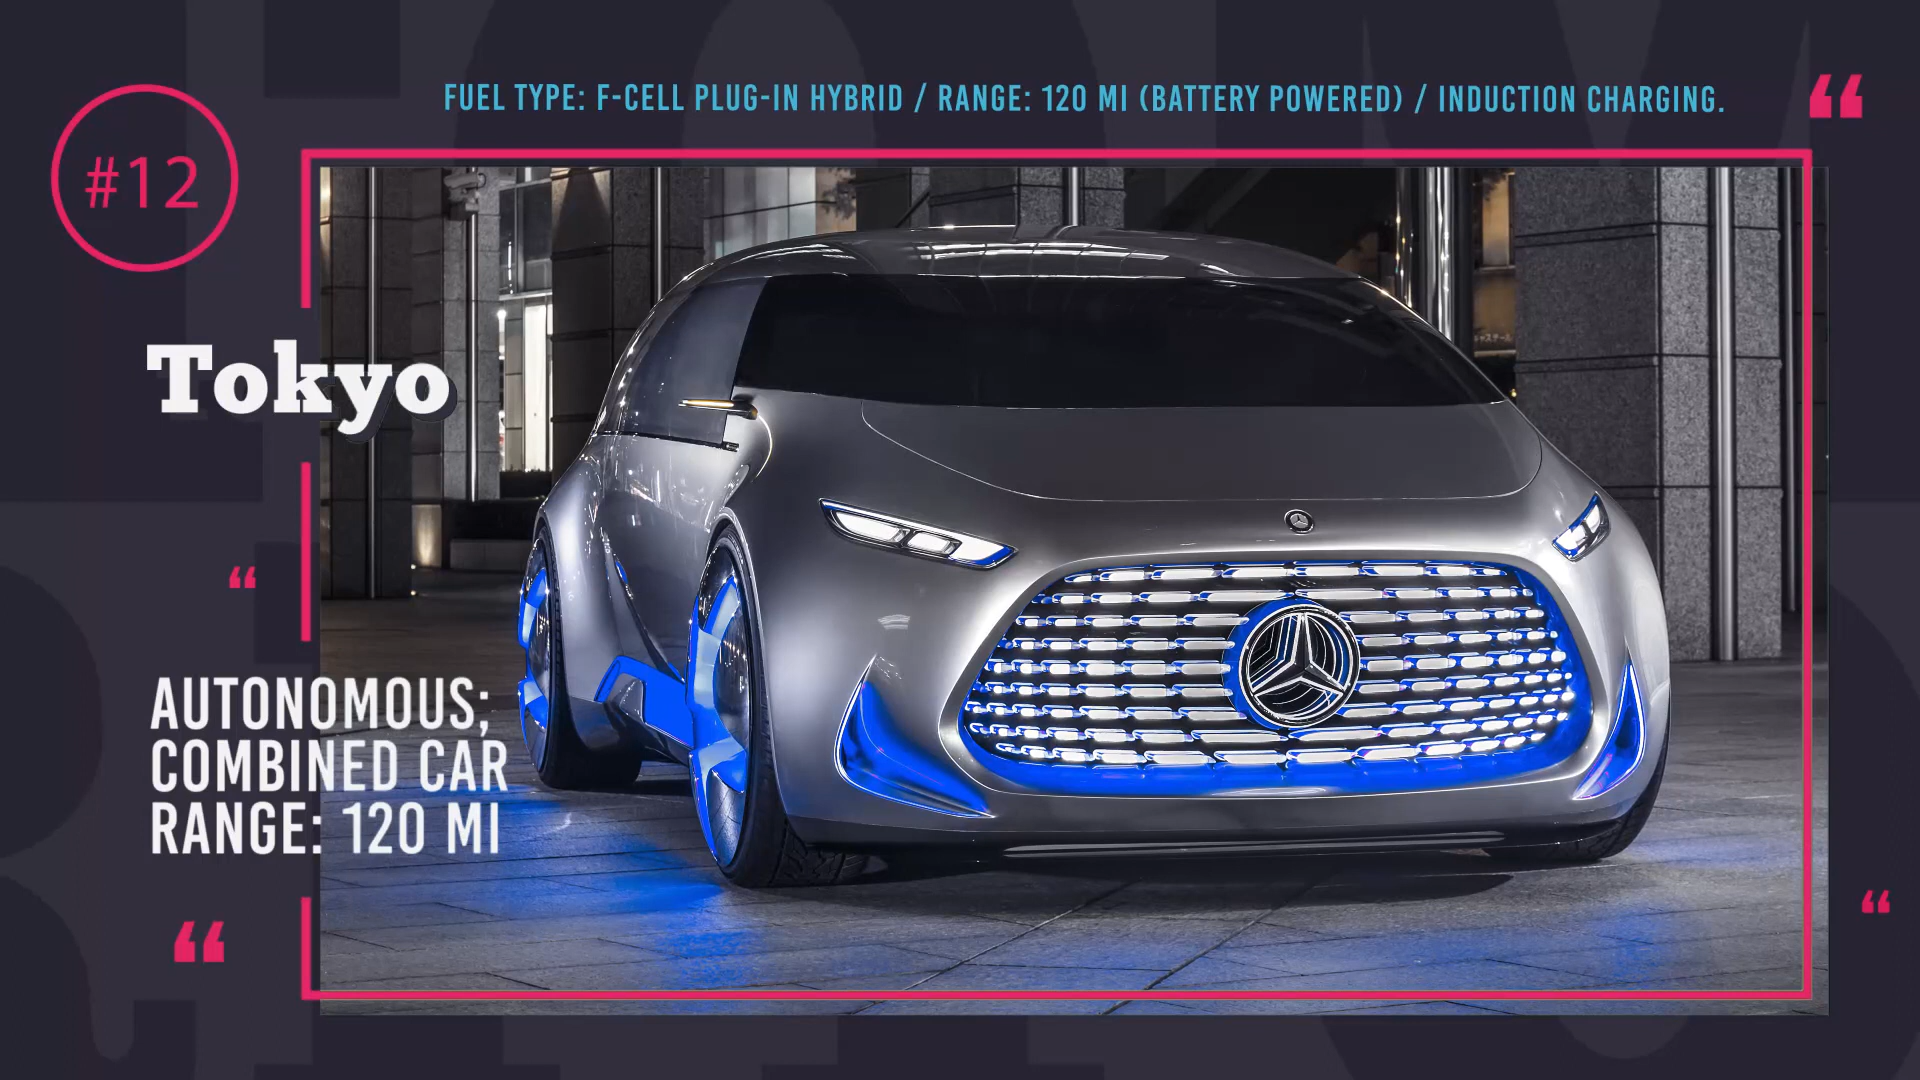 FUEL TYPE: F-CELL PLUG-IN HYBRID / RANGE: 120 MI (BATTERY POWERED) / INDUCTION CHARGING.
#12
Tokyo
AUTONOMOUS;
COMBINED CAR
RANGE: 120 MI